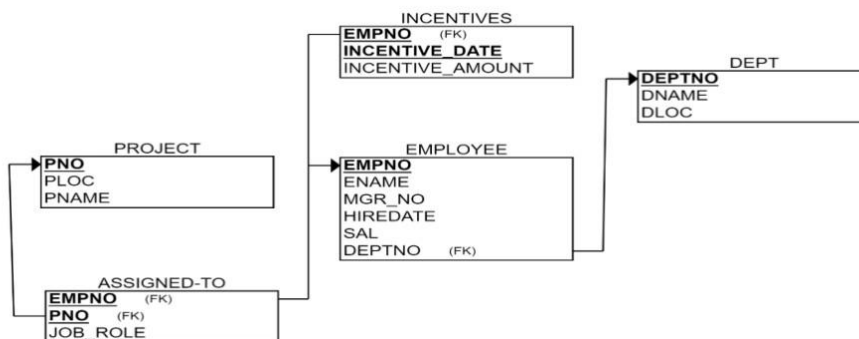 INCENTIVES
EMPNO (FK)
INCENTIVE_DATE
INCENTIVE_AMOUNT
DEPT
DEPTNO
DNAME
DLOC
PROJECT
PNO
PLOC
PNAME
EMPLOYEE
EMPNO
ENAME
MGR_NO
HIREDATE
SAL
DEPTNO (FK)
ASSIGNED-TO
EMPNO (FK)
PNO (FK)
JOB_ROLE